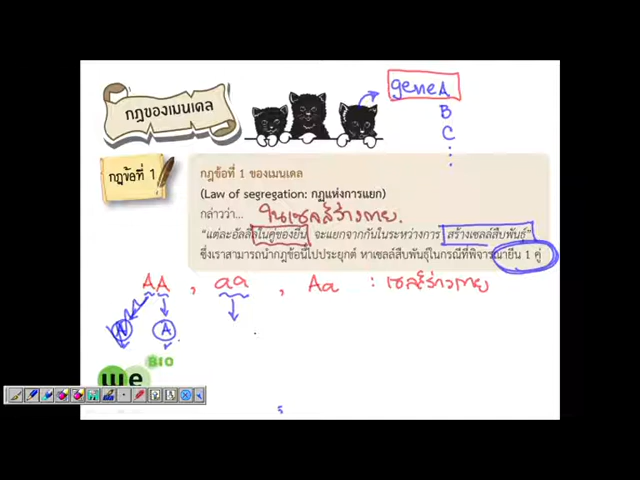 กฎของเมนเดล
geneA
B
C
กฎข้อที่ 1
กฎข้อที่ 1 ของเมนเดล
(Law of segregation: กฎแห่งการแยก)
กล่าวว่า... ในเซลล์ร่างกาย.
"แต่ละอัลลีลในคู่ของยีน จะแยกจากกันในระหว่างการ สร้างเซลล์สืบพันธุ์"
ซึ่งเราสามารถนำกฎข้อนี้ไปประยุกต์ หาเซลล์สืบพันธุ์ในกรณีที่พิจารณายีน 1 คู่
AA , aa , Aa : เซลล์ร่างกาย
A A
BIO
we
5